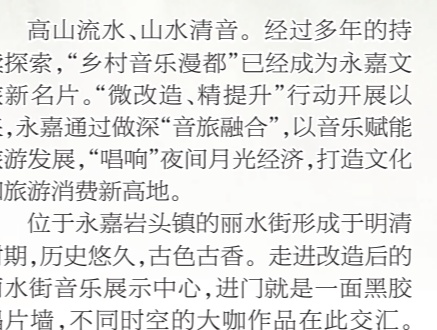 高山流水、山水清音。经过多年的持
续探索，“乡村音乐漫都”已经成为永嘉文
旅新名片。“微改造、精提升”行动开展以
来，永嘉通过做深“音旅融合”，以音乐赋能
旅游发展，“唱响”夜间月光经济，打造文化
和旅游消费新高地。
位于永嘉岩头镇的丽水街形成于明清
时期，历史悠久，古色古香。走进改造后的
丽水街音乐展示中心，进门就是一面黑胶
唱片墙，不同时空的大咖作品在此交汇。